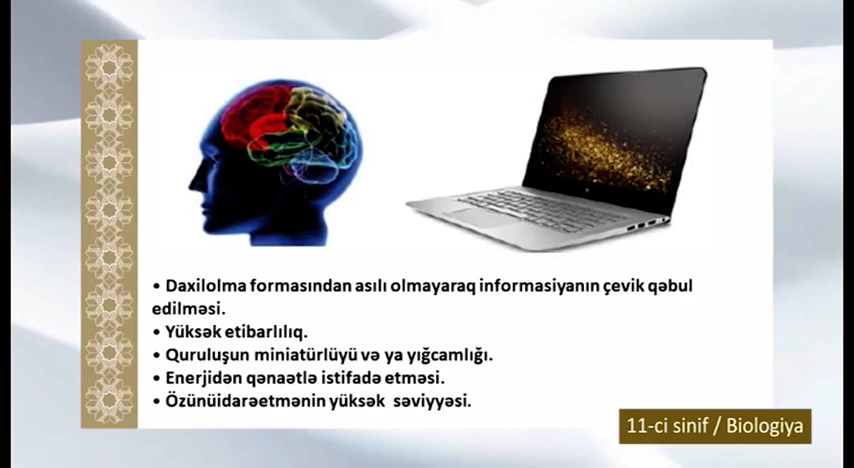 • Daxilolma formasından asılı olmayaraq informasiyanın çevik qəbul
edilməsi.
• Yüksək etibarlılıq.
• Quruluşun miniatürlüyü və ya yığcamlığı.
• Enerjidən qənaətlə istifadə etməsi.
• Özünüidarəetmənin yüksək səviyyəsi.
11-ci sinif / Biologiya